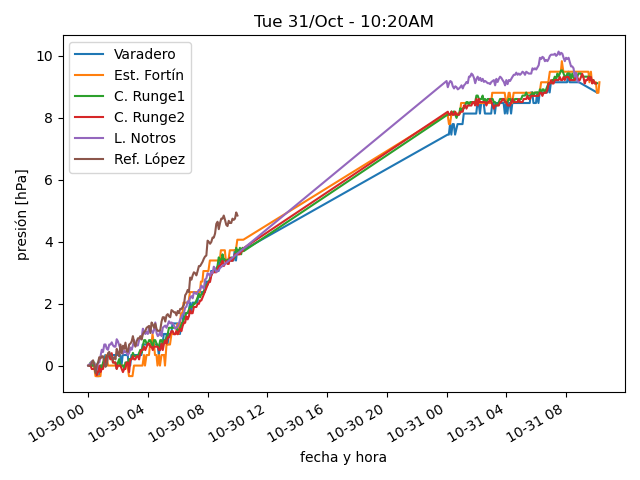 Tue 31/Oct - 10:20AM
Varadero
Est. Fortín
C. Runge1
C. Runge2
L. Notros
Ref. López
presión [hPa]
10
8
6
4
2
0
10-30 00
10-30 04
10-30 08
10-30 12
10-30 16
10-30 20
10-31 00
10-31 04
10-31 08
fecha y hora